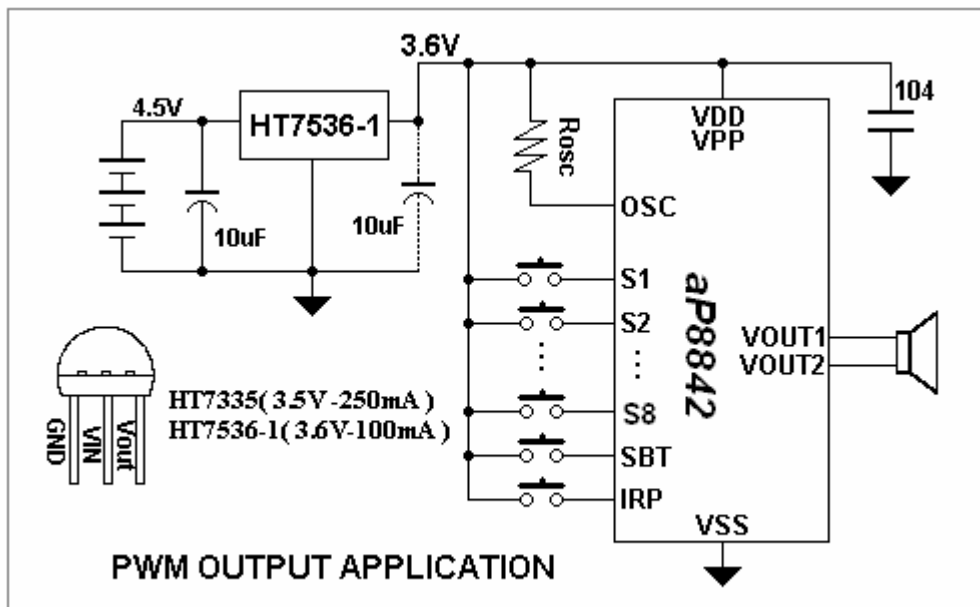 3.6V
4.5V
HT7536-1
10uF
10uF
Rosc
VDD
VPP
104
OSC
S1
S2
S8
SBT
IRP
aP8842
VOUT1
VOUT2
VSS
GND
VIN
Vout
HT7335( 3.5V -250mA )
HT7536-1( 3.6V-100mA )
PWM OUTPUT APPLICATION